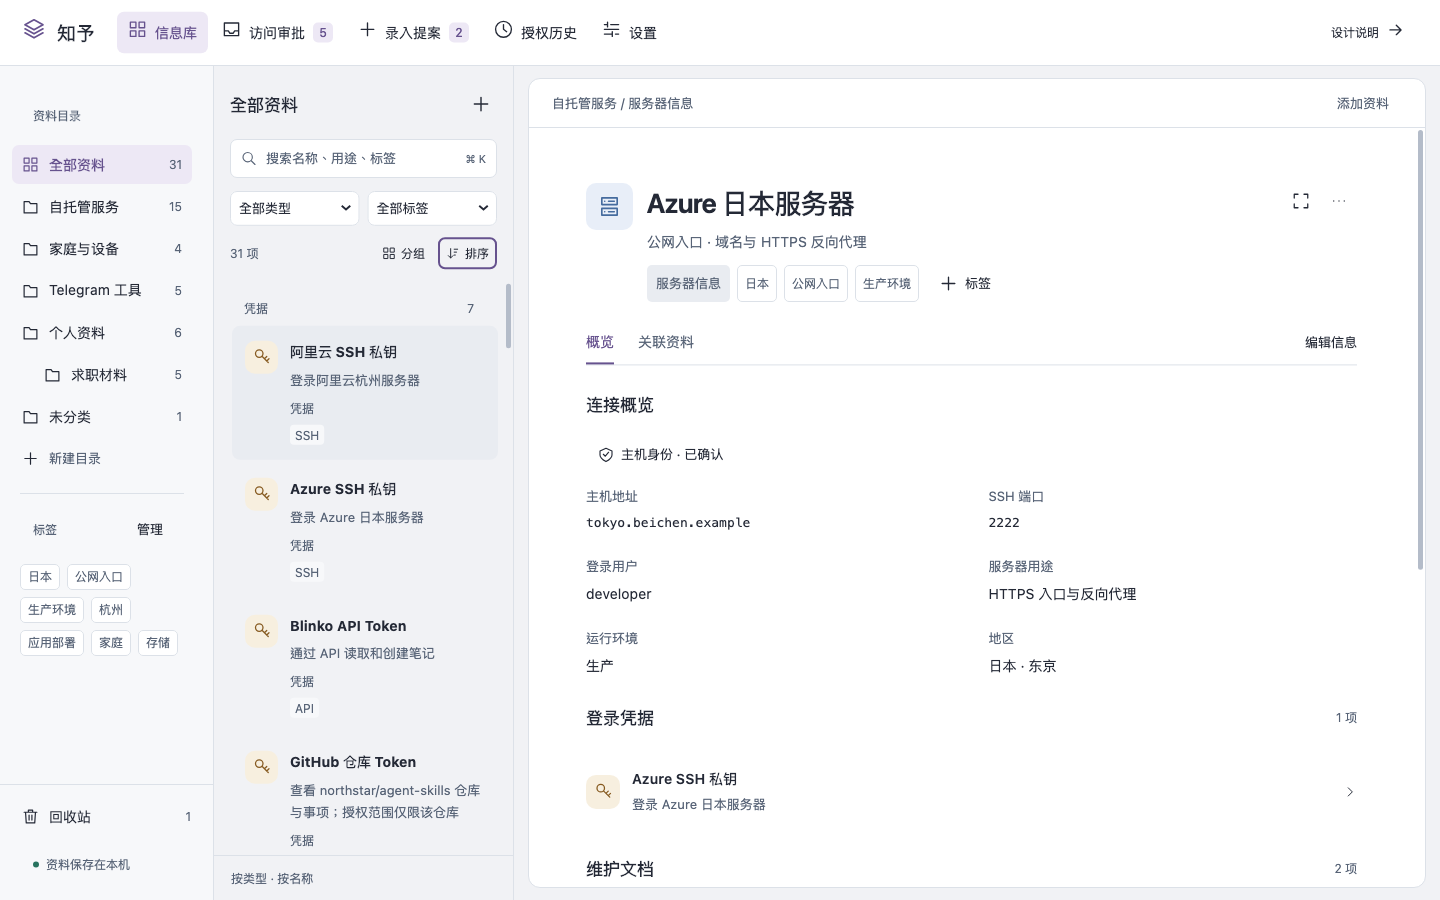 知予
信息库
访问审批 5
录入提案 2
授权历史
设置
设计说明
资料目录
全部资料 31
自托管服务 15
家庭与设备 4
Telegram 工具 5
个人资料 6
求职材料 5
未分类 1
新建目录
标签 管理
日本 公网入口
生产环境 杭州
应用部署 家庭 存储
回收站 1
资料保存在本机
全部资料
搜索名称、用途、标签 ⌘ K
全部类型 全部标签
31 项 分组 排序
凭据 7
阿里云 SSH 私钥
登录阿里云杭州服务器
凭据
SSH
Azure SSH 私钥
登录 Azure 日本服务器
凭据
SSH
Blinko API Token
通过 API 读取和创建笔记
凭据
API
GitHub 仓库 Token
查看 northstar/agent-skills 仓库
与事项；授权范围仅限该仓库
凭据
按类型 · 按名称
自托管服务 / 服务器信息 添加资料
Azure 日本服务器
公网入口 · 域名与 HTTPS 反向代理
服务器信息 日本 公网入口 生产环境 标签
概览 关联资料 编辑信息
连接概览
主机身份 · 已确认
主机地址 SSH 端口
tokyo.beichen.example 2222
登录用户 服务器用途
developer HTTPS 入口与反向代理
运行环境 地区
生产 日本 · 东京
登录凭据 1 项
Azure SSH 私钥
登录 Azure 日本服务器
维护文档 2 项